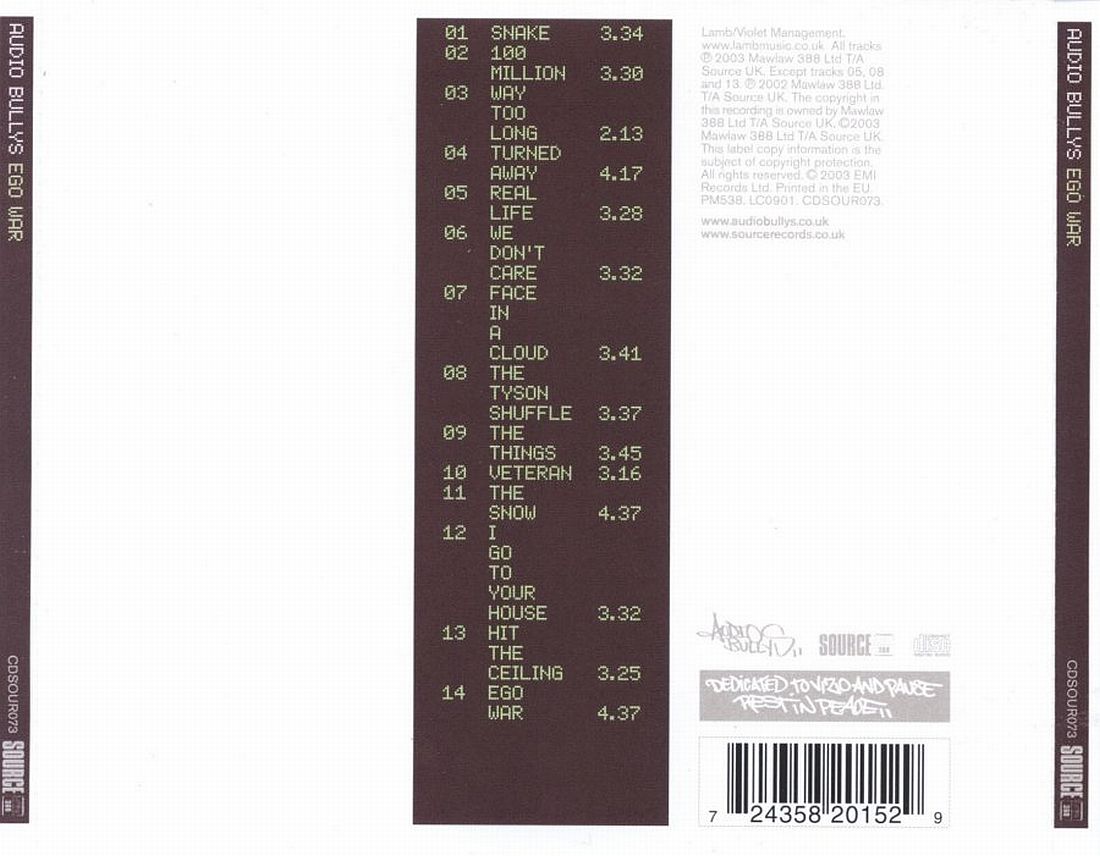 AUDIO BULLYS EGO WAR
CDSOUR073 SOURCE 388
01 SNAKE 3.34
02 100
MILLION 3.30
03 WAY
TOO
LONG 2.13
04 TURNED
AWAY 4.17
05 REAL
LIFE 3.28
06 WE
DON'T
CARE 3.32
07 FACE
IN
A
CLOUD 3.41
08 THE
TYSON
SHUFFLE 3.37
09 THE
THINGS 3.45
10 VETERAN 3.16
11 THE
SNOW 4.37
12 I
GO
TO
YOUR
HOUSE 3.32
13 HIT
THE
CEILING 3.25
14 EGO
WAR 4.37
Lamb/Violet Management.
www.lambmusic.co.uk. All tracks
℗ 2003 Mawlaw 388 Ltd T/A
Source UK. Except tracks 05, 08
and 13. ℗ 2002 Mawlaw 388 Ltd.
T/A Source UK. The copyright in
this recording is owned by Mawlaw
388 Ltd T/A Source UK. ©2003
Mawlaw 388 Ltd T/A Source UK.
This label copy information is the
subject of copyright protection.
All rights reserved. © 2003 EMI
Records Ltd. Printed in the EU.
PM538. LC0901. CDSOUR073.
www.audiobullys.co.uk
www.sourcerecords.co.uk
AUDIO
BULLYS
SOURCE 388
disc
DEDICATED TO VIZIO AND PAUSE
REST IN PEACE
7 24358 20152 9
AUDIO BULLYS EGO WAR
CDSOUR073 SOURCE 388